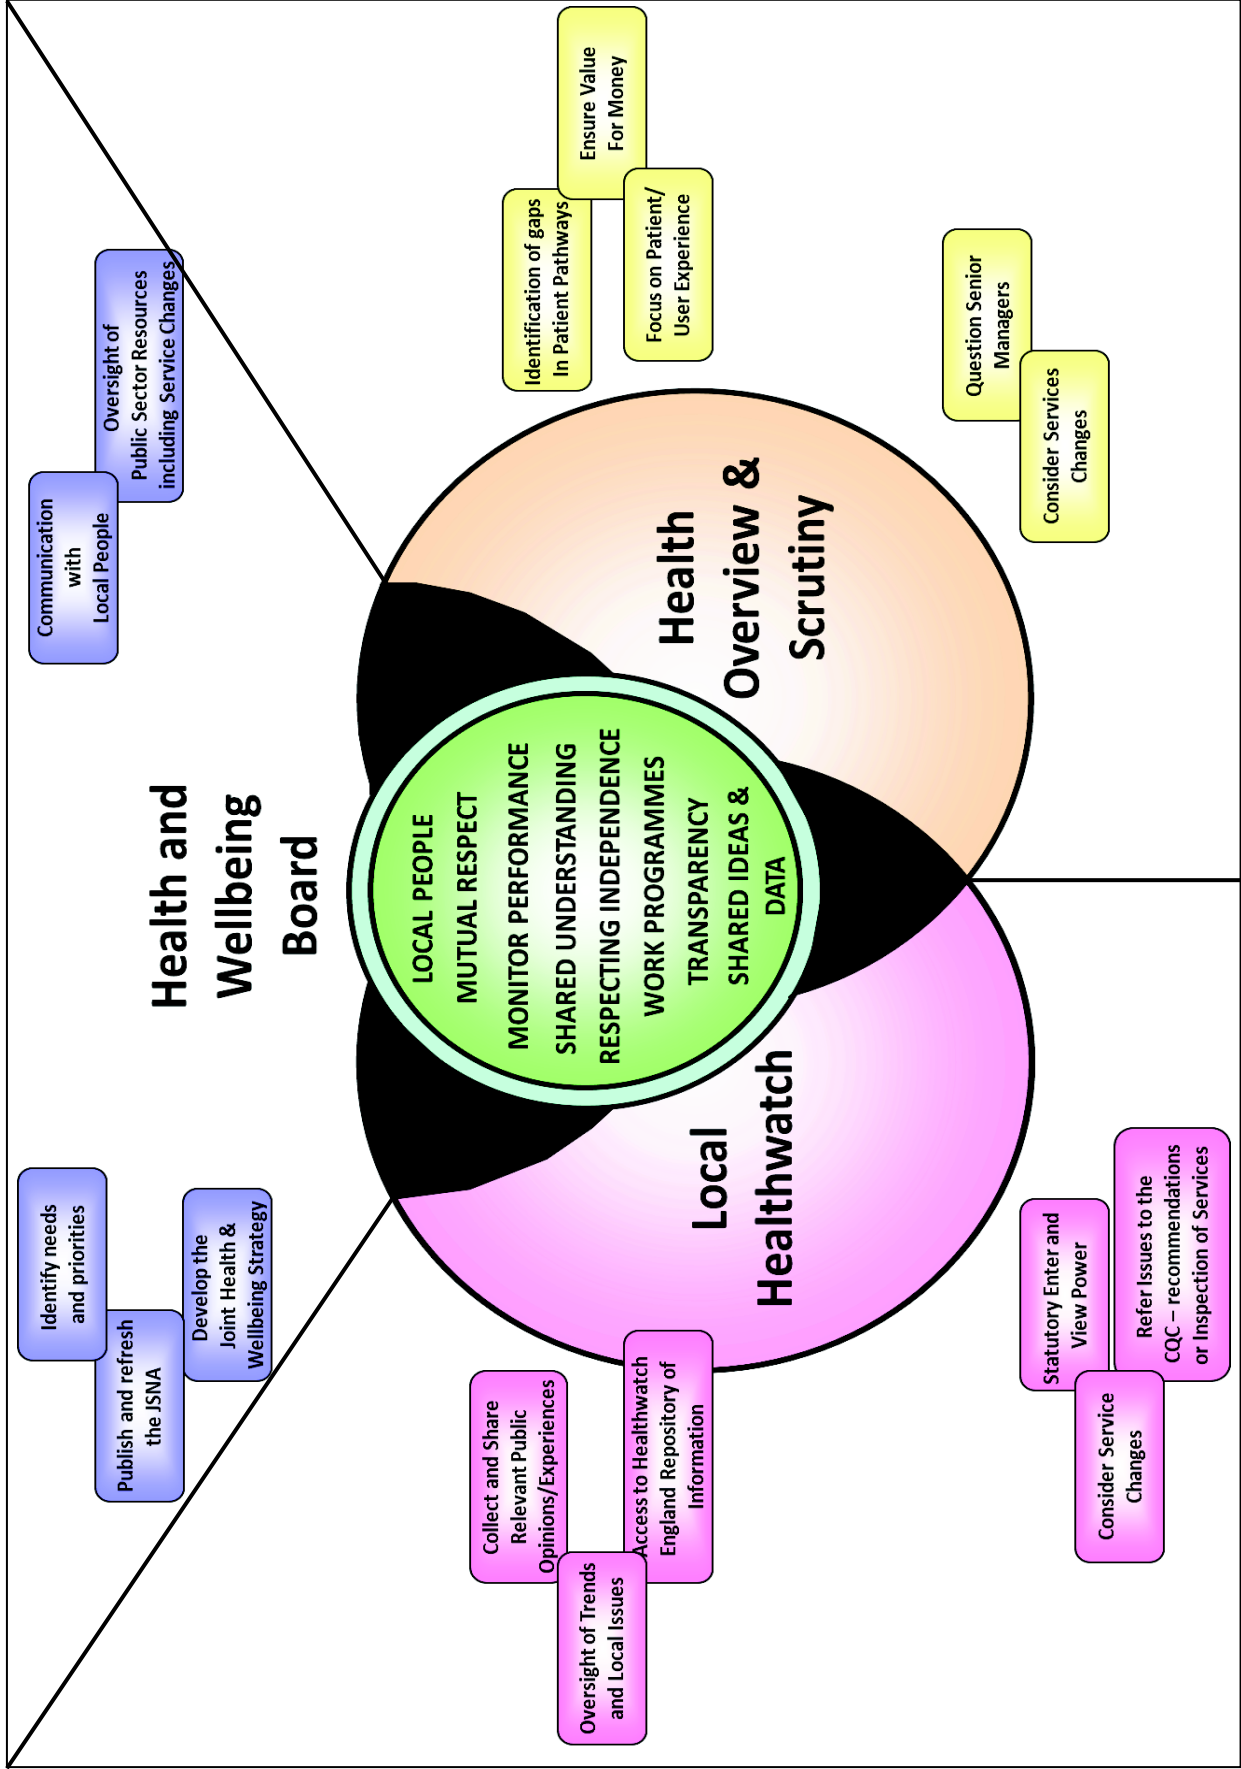 Health and
Wellbeing
Board
Identify needs
and priorities
Publish and refresh
the JSNA
Develop the
Joint Health &
Wellbeing Strategy
Communication
with
Local People
Oversight of
Public Sector Resources
including Service Changes
LOCAL PEOPLE
MUTUAL RESPECT
MONITOR PERFORMANCE
SHARED UNDERSTANDING
RESPECTING INDEPENDENCE
WORK PROGRAMMES
TRANSPARENCY
SHARED IDEAS &
DATA
Local
Healthwatch
Collect and Share
Relevant Public
Opinions/Experiences
Oversight of Trends
and Local Issues
Access to Healthwatch
England Repository of
Information
Statutory Enter and
View Power
Consider Service
Changes
Refer Issues to the
CQC – recommendations
or Inspection of Services
Health
Overview &
Scrutiny
Identification of gaps
In Patient Pathways
Ensure Value
For Money
Focus on Patient/
User Experience
Question Senior
Managers
Consider Services
Changes